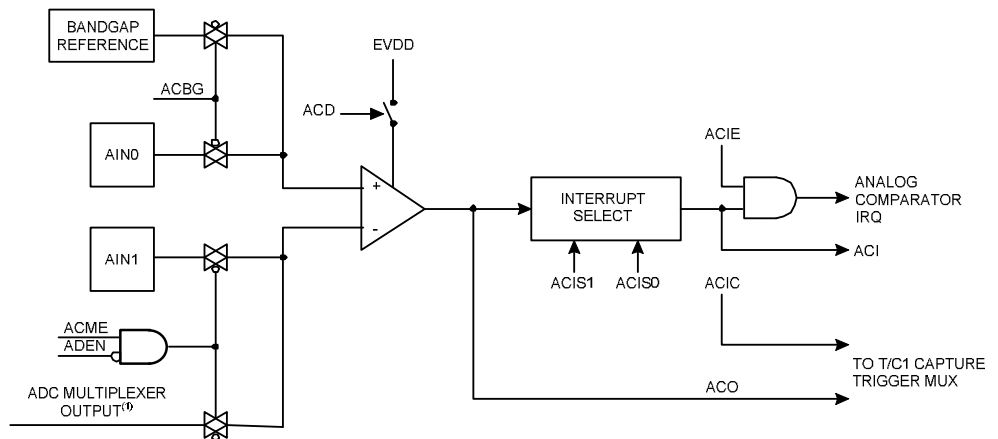 BANDGAP
REFERENCE
ACBG
AIN0
AIN1
ACME
ADEN
ADC MULTIPLEXER
OUTPUT(1)
EVDD
ACD
+
-
INTERRUPT
SELECT
ACIS1 ACIS0
ACIE
ANALOG
COMPARATOR
IRQ
ACI
ACIC
TO T/C1 CAPTURE
TRIGGER MUX
ACO